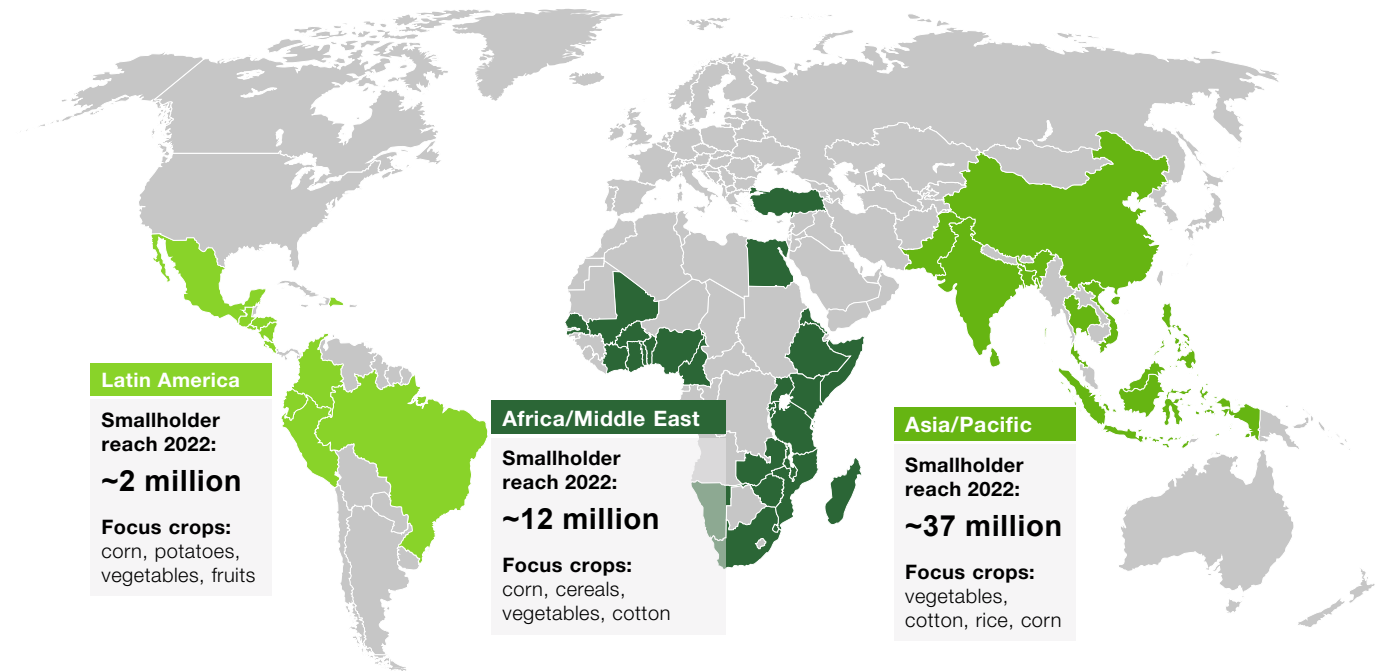 Latin America
Smallholder
reach 2022:
~2 million
Focus crops:
corn, potatoes,
vegetables, fruits
Africa/Middle East
Smallholder
reach 2022:
~12 million
Focus crops:
corn, cereals,
vegetables, cotton
Asia/Pacific
Smallholder
reach 2022:
~37 million
Focus crops:
vegetables,
cotton, rice, corn